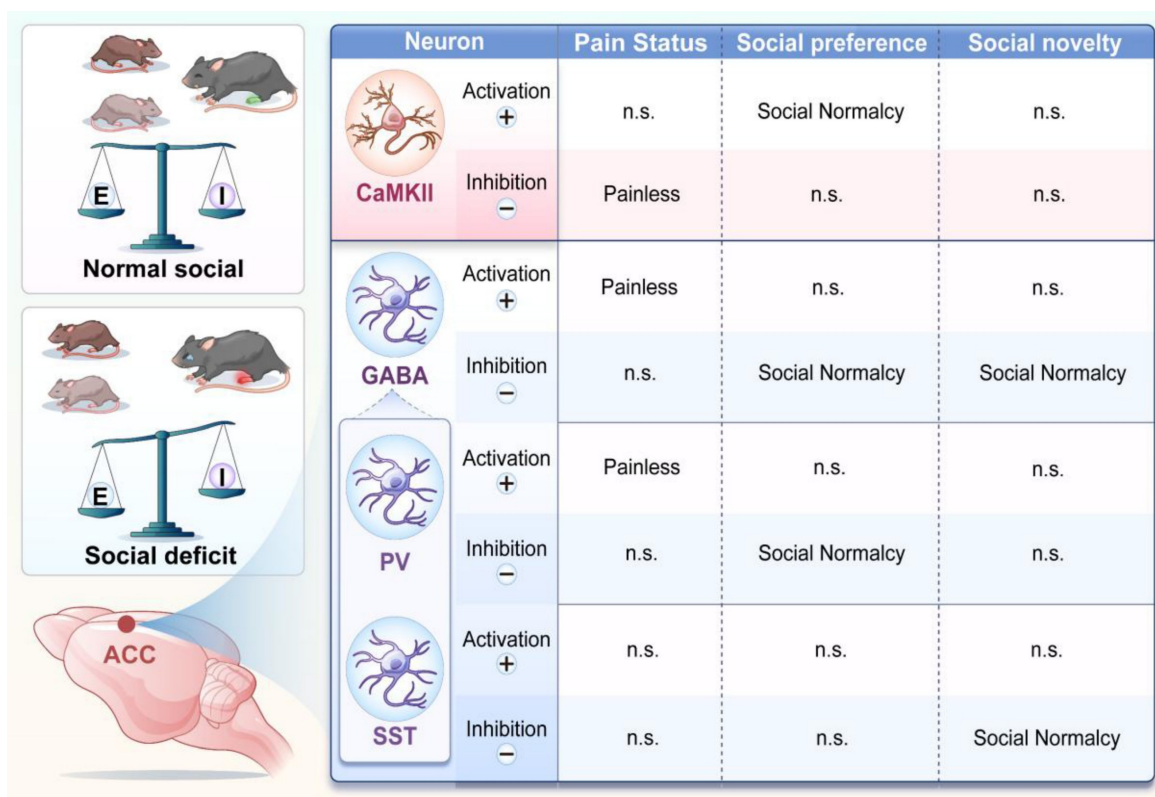 E I
Normal social
E I
Social deficit
ACC
Neuron Pain Status Social preference Social novelty
CaMKII
Activation + n.s. Social Normalcy n.s.
Inhibition − Painless n.s. n.s.
GABA
Activation + Painless n.s. n.s.
Inhibition − n.s. Social Normalcy Social Normalcy
PV
Activation + Painless n.s. n.s.
Inhibition − n.s. Social Normalcy n.s.
SST
Activation + n.s. n.s. n.s.
Inhibition − n.s. n.s. Social Normalcy